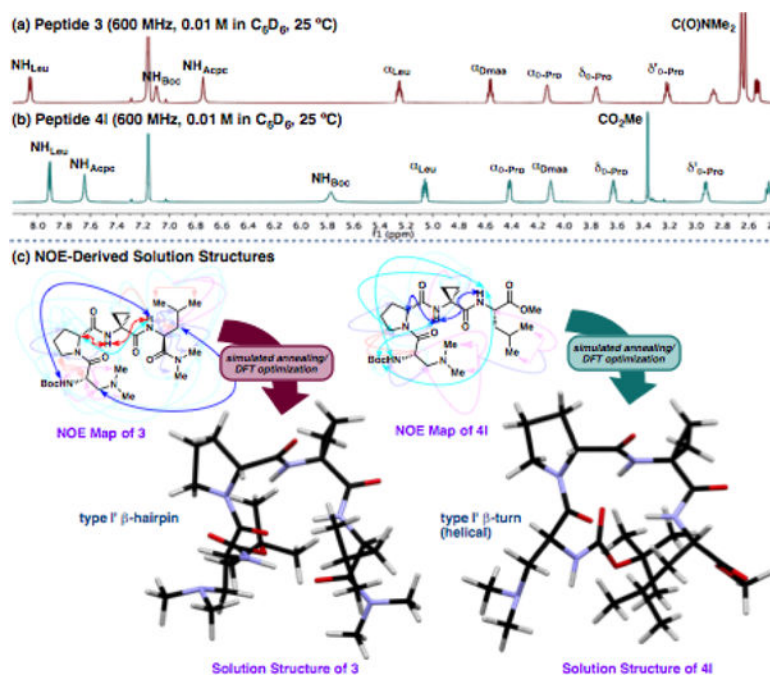 (a) Peptide 3 (600 MHz, 0.01 M in C6D6, 25 ºC)
C(O)NMe2
NHLeu
NHBoc
NHAcpc
αLeu
αDmaa
αD-Pro
δD-Pro
δ'D-Pro
(b) Peptide 4l (600 MHz, 0.01 M in C6D6, 25 ºC)
CO2Me
NHLeu
NHAcpc
NHBoc
αLeu
αD-Pro
αDmaa
δD-Pro
δ'D-Pro
8.0 7.8 7.6 7.4 7.2 7.0 6.8 6.6 6.4 6.2 6.0 5.8 5.6 5.4 5.2 5.0 4.8 4.6 4.4 4.2 4.0 3.8 3.6 3.4 3.2 3.0 2.8 2.6
f1 (ppm)
(c) NOE-Derived Solution Structures
O
N
H
O
H
N
O
N
Me
Me
O
N
BocHN
N
Me
Me
simulated annealing/
DFT optimization
NOE Map of 3
O
N
H
O
H
N
O
OMe
N
O
BocHN
N
Me
Me
simulated annealing/
DFT optimization
NOE Map of 4l
type I' β-hairpin
type I' β-turn
(helical)
Solution Structure of 3
Solution Structure of 4l